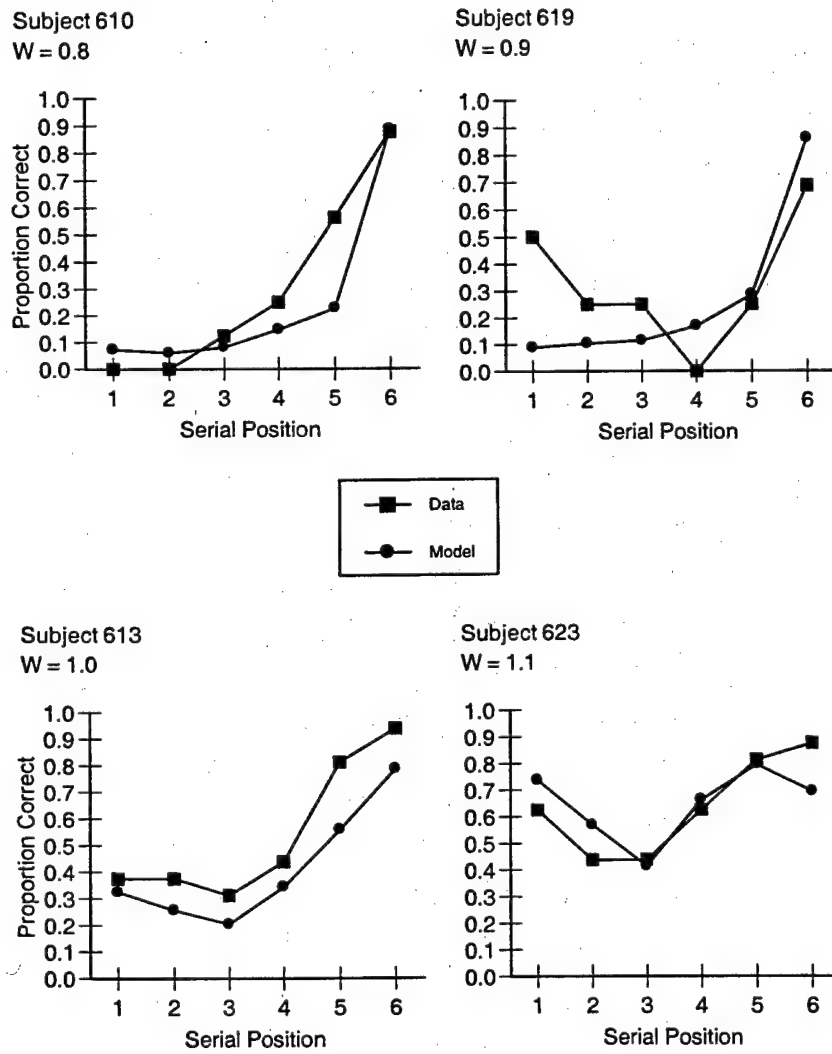 Subject 610
W = 0.8
Proportion Correct
1.0
0.9
0.8
0.7
0.6
0.5
0.4
0.3
0.2
0.1
0.0
1 2 3 4 5 6
Serial Position
Subject 619
W = 0.9
1.0
0.9
0.8
0.7
0.6
0.5
0.4
0.3
0.2
0.1
0.0
1 2 3 4 5 6
Serial Position
Data
Model
Subject 613
W = 1.0
Proportion Correct
1.0
0.9
0.8
0.7
0.6
0.5
0.4
0.3
0.2
0.1
0.0
1 2 3 4 5 6
Serial Position
Subject 623
W = 1.1
1.0
0.9
0.8
0.7
0.6
0.5
0.4
0.3
0.2
0.1
0.0
1 2 3 4 5 6
Serial Position